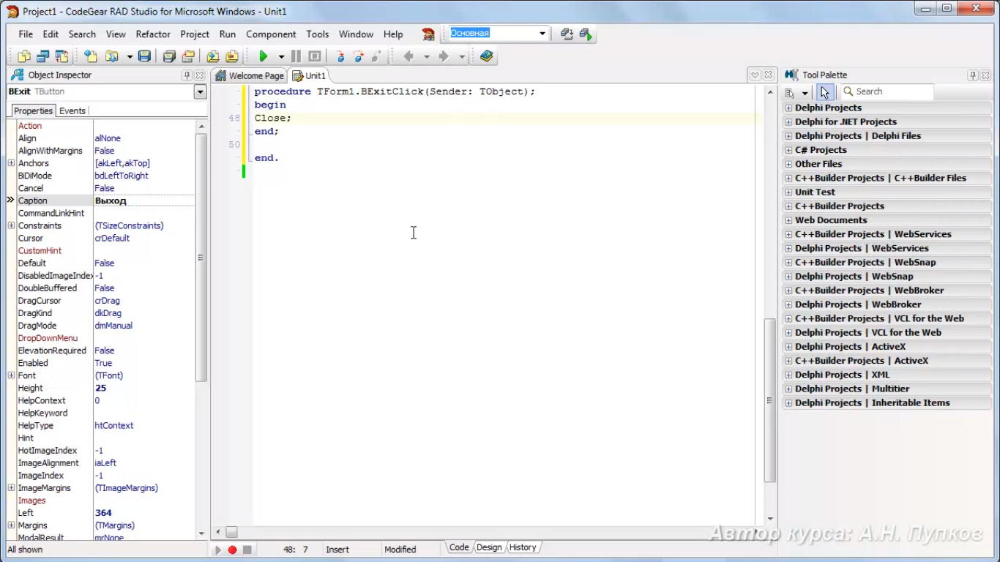 Project1 - CodeGear RAD Studio for Microsoft Windows - Unit1
File Edit Search View Refactor Project Run Component Tools Window Help Основная
Object Inspector
BExit TButton
Properties Events
Action
Align alNone
AlignWithMargins False
Anchors [akLeft,akTop]
BiDiMode bdLeftToRight
Cancel False
Caption Выход
CommandLinkHint
Constraints (TSizeConstraints)
Cursor crDefault
CustomHint
Default False
DisabledImageIndex -1
DoubleBuffered False
DragCursor crDrag
DragKind dkDrag
DragMode dmManual
DropDownMenu
ElevationRequired False
Enabled True
Font (TFont)
Height 25
HelpContext 0
HelpKeyword
HelpType htContext
Hint
HotImageIndex -1
ImageAlignment iaLeft
ImageIndex -1
ImageMargins (TImageMargins)
Images
Left 364
Margins (TMargins)
ModalResult mrNone
All shown
Welcome Page Unit1
procedure TForm1.BExitClick(Sender: TObject);
begin
48 Close;
end;
50
end.
48: 7 Insert Modified Code Design History
Tool Palette
Search
Delphi Projects
Delphi for .NET Projects
Delphi Projects | Delphi Files
C# Projects
Other Files
C++Builder Projects | C++Builder Files
Unit Test
C++Builder Projects
Web Documents
C++Builder Projects | WebServices
Delphi Projects | WebServices
C++Builder Projects | WebSnap
Delphi Projects | WebSnap
C++Builder Projects | WebBroker
Delphi Projects | WebBroker
C++Builder Projects | VCL for the Web
Delphi Projects | VCL for the Web
Delphi Projects | ActiveX
C++Builder Projects | ActiveX
Delphi Projects | XML
Delphi Projects | Multitier
Delphi Projects | Inheritable Items
Автор курса: А.Н. Пупков